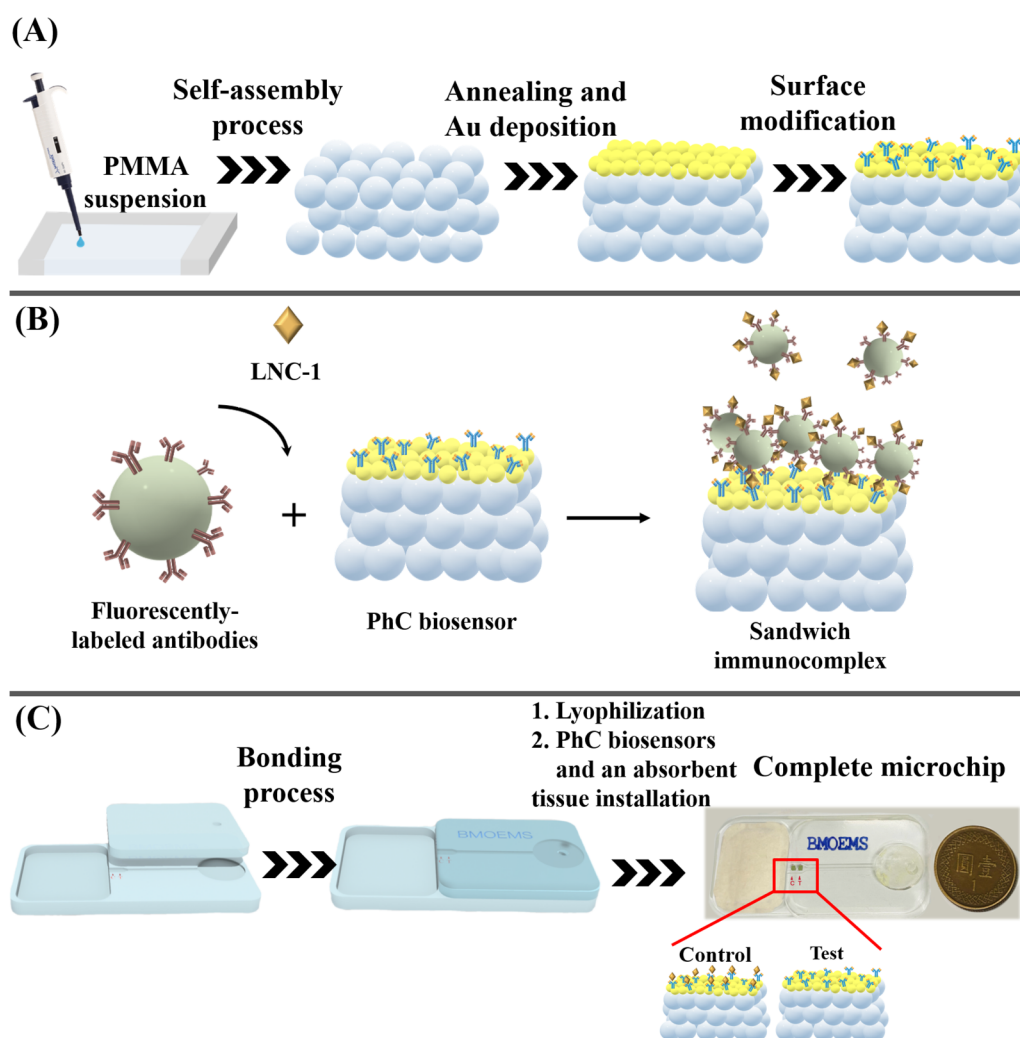 (A)
Self-assembly
process
Annealing and
Au deposition
Surface
modification
PMMA
suspension
(B)
LNC-1
+
Fluorescently-
labeled antibodies
PhC biosensor
Sandwich
immunocomplex
(C)
Bonding
process
1. Lyophilization
2. PhC biosensors
and an absorbent
tissue installation
Complete microchip
BMOEMS
BMOEMS
C T
圓壹
1
Control
Test